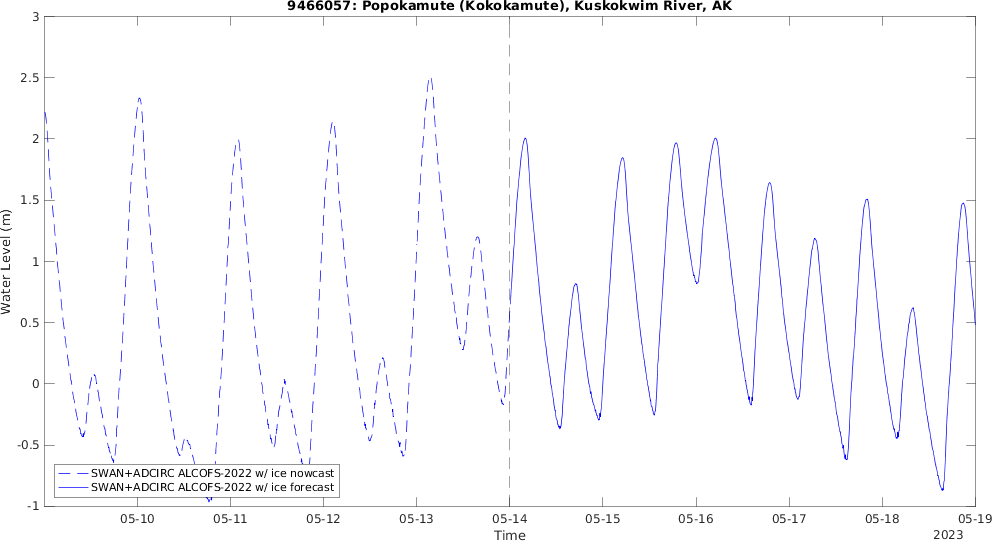 9466057: Popokamute (Kokokamute), Kuskokwim River, AK
3
2.5
2
1.5
1
0.5
0
-0.5
-1
Water Level (m)
SWAN+ADCIRC ALCOFS-2022 w/ ice nowcast
SWAN+ADCIRC ALCOFS-2022 w/ ice forecast
05-10 05-11 05-12 05-13 05-14 05-15 05-16 05-17 05-18 05-19
Time
2023